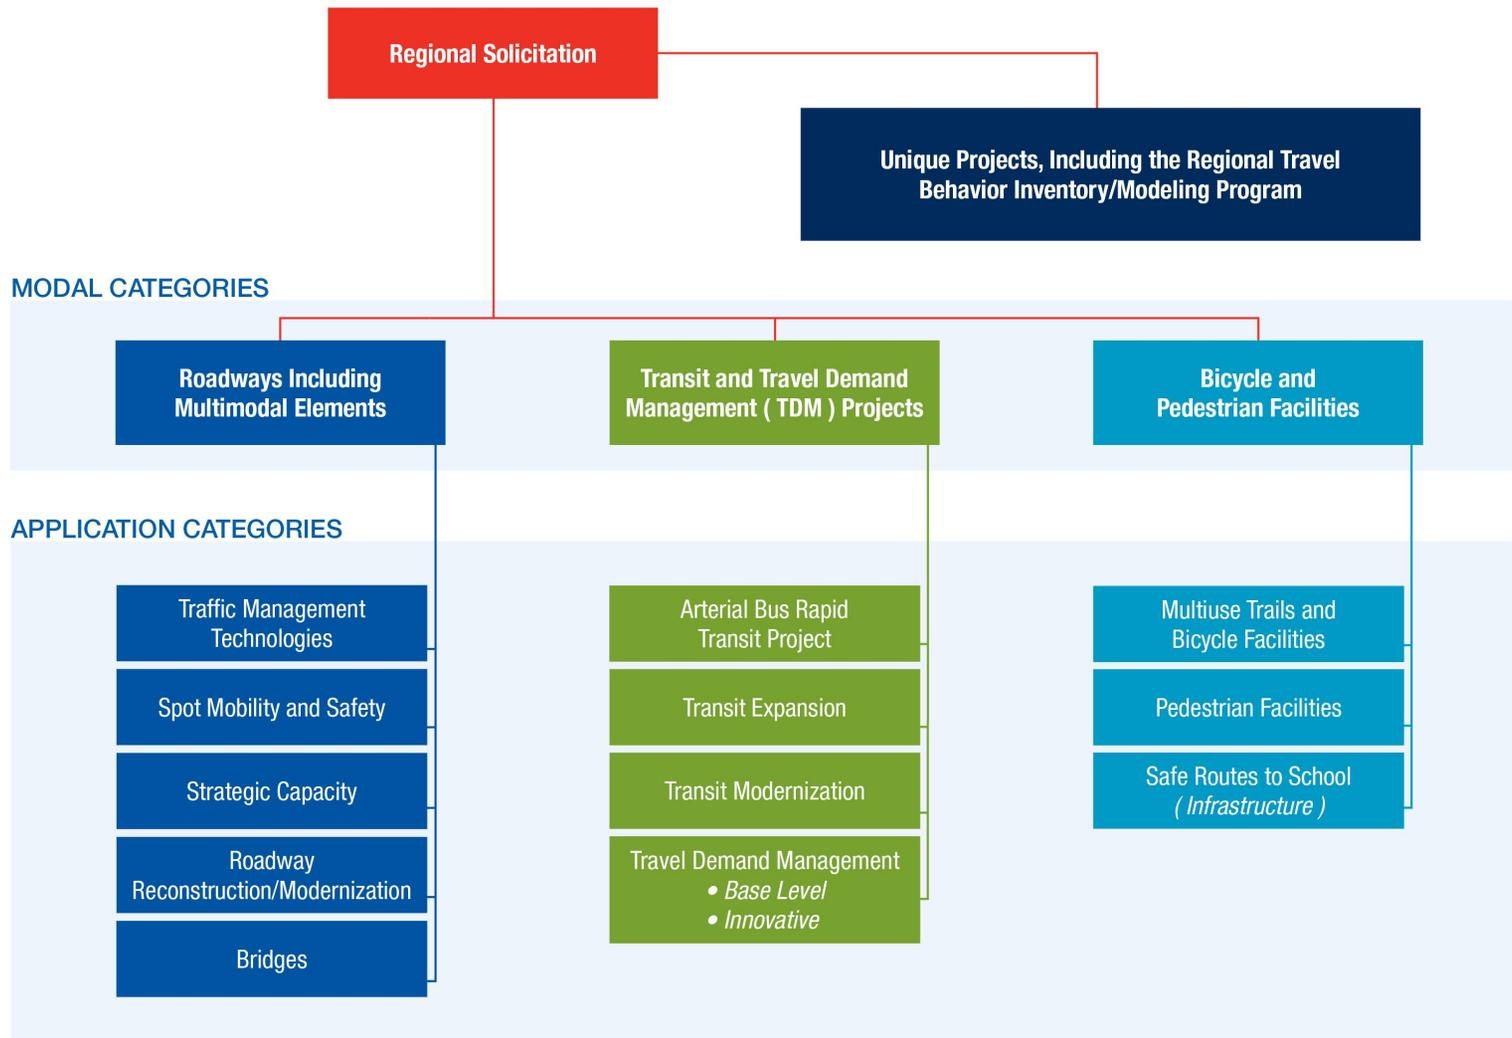 Regional Solicitation
Unique Projects, Including the Regional Travel
Behavior Inventory/Modeling Program
MODAL CATEGORIES
Roadways Including
Multimodal Elements
Transit and Travel Demand
Management ( TDM ) Projects
Bicycle and
Pedestrian Facilities
APPLICATION CATEGORIES
Traffic Management
Technologies
Spot Mobility and Safety
Strategic Capacity
Roadway
Reconstruction/Modernization
Bridges
Arterial Bus Rapid
Transit Project
Transit Expansion
Transit Modernization
Travel Demand Management
• Base Level
• Innovative
Multiuse Trails and
Bicycle Facilities
Pedestrian Facilities
Safe Routes to School
( Infrastructure )